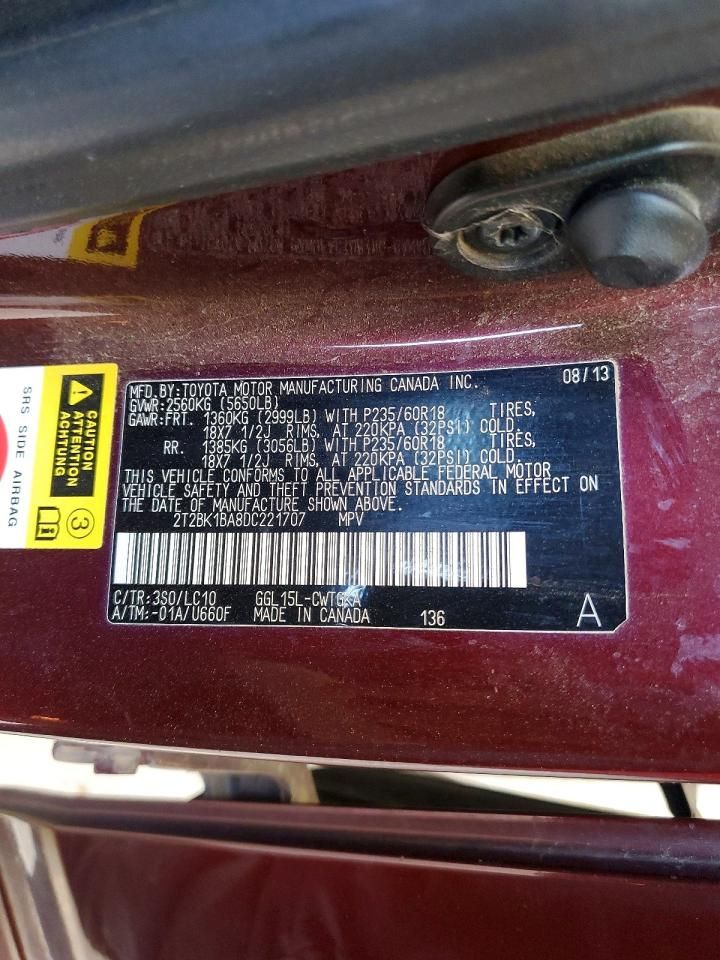 MFD.BY:TOYOTA MOTOR MANUFACTURING CANADA INC. 08/13
GVWR:2560KG (5650LB)
GAWR:FRT. 1360KG (2999LB) WITH P235/60R18 TIRES,
18X7 1/2J RIMS, AT 220KPA (32PSI) COLD.
RR. 1385KG (3056LB) WITH P235/60R18 TIRES,
18X7 1/2J RIMS, AT 220KPA (32PSI) COLD.
THIS VEHICLE CONFORMS TO ALL APPLICABLE FEDERAL MOTOR
VEHICLE SAFETY AND THEFT PREVENTION STANDARDS IN EFFECT ON
THE DATE OF MANUFACTURE SHOWN ABOVE.
2T2BK1BA8DC221707 MPV
C/TR:3S0/LC10 GGL15L-CWTGKA
A/TM:-01A/U660F MADE IN CANADA 136 A
SRS SIDE AIRBAG
CAUTION
ATTENTION
ACHTUNG
3